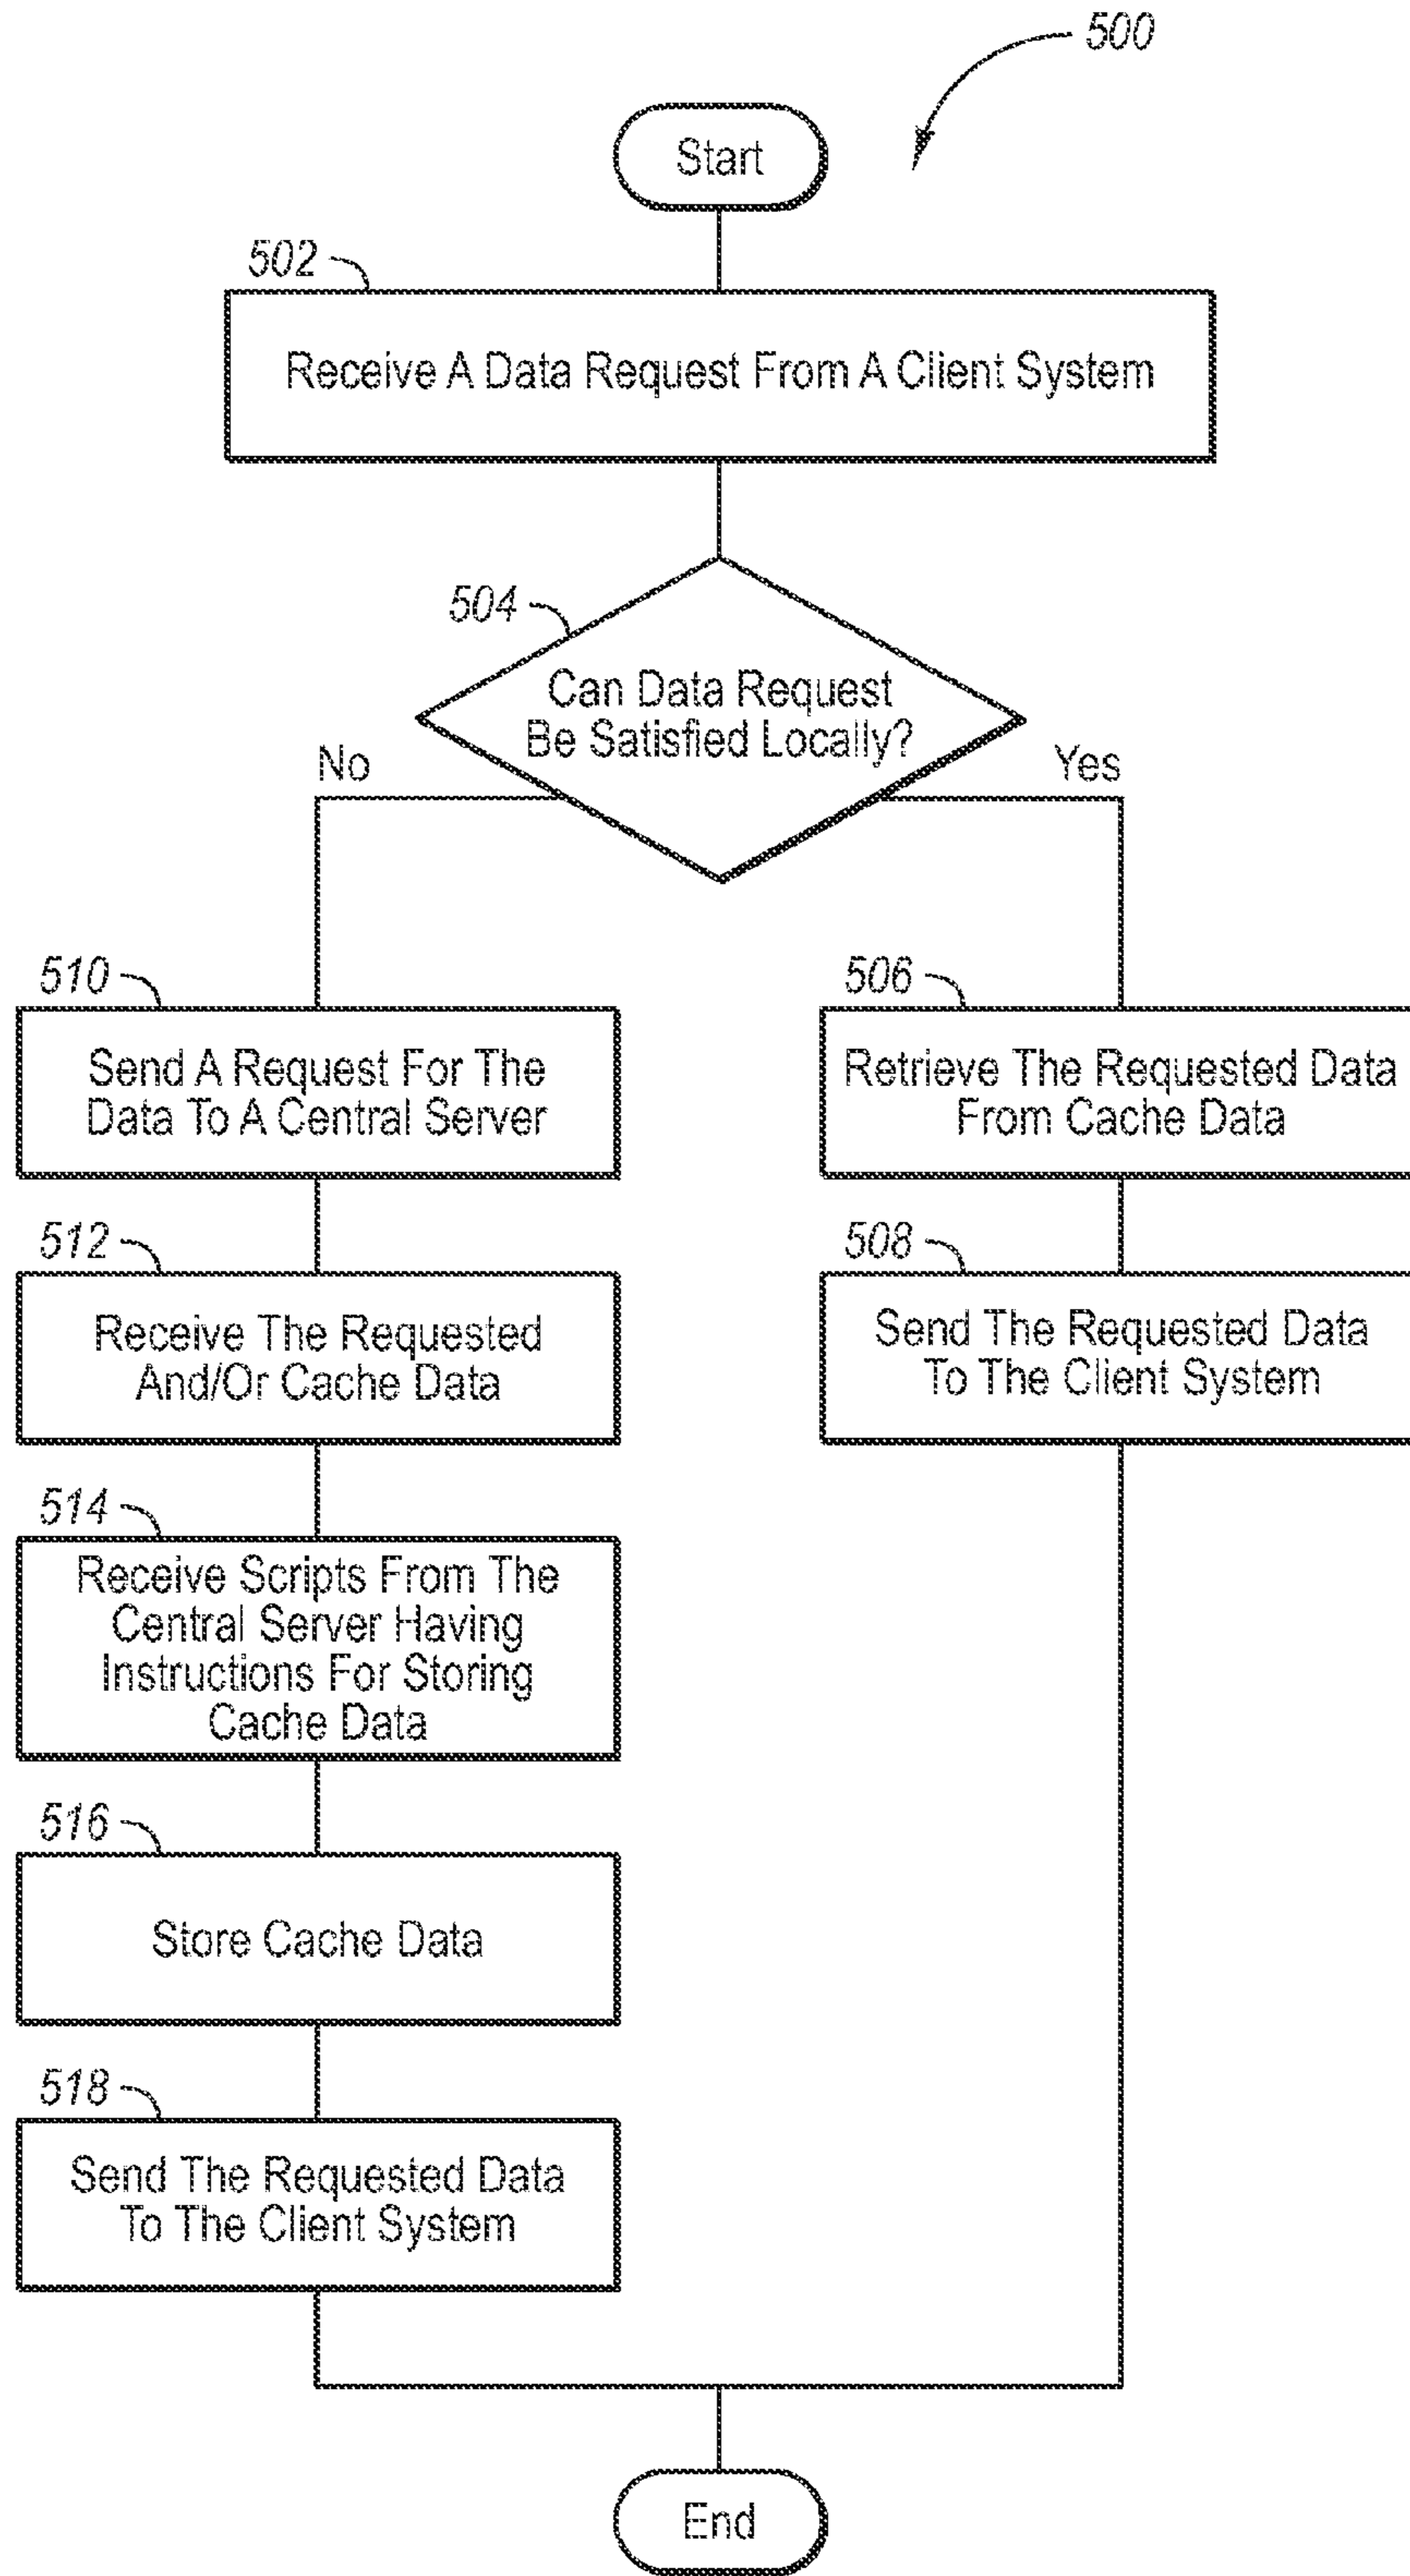 500
Start
502
Receive A Data Request From A Client System
504
Can Data Request
Be Satisfied Locally?
No
Yes
510
Send A Request For The
Data To A Central Server
506
Retrieve The Requested Data
From Cache Data
512
Receive The Requested
And/Or Cache Data
508
Send The Requested Data
To The Client System
514
Receive Scripts From The
Central Server Having
Instructions For Storing
Cache Data
516
Store Cache Data
518
Send The Requested Data
To The Client System
End